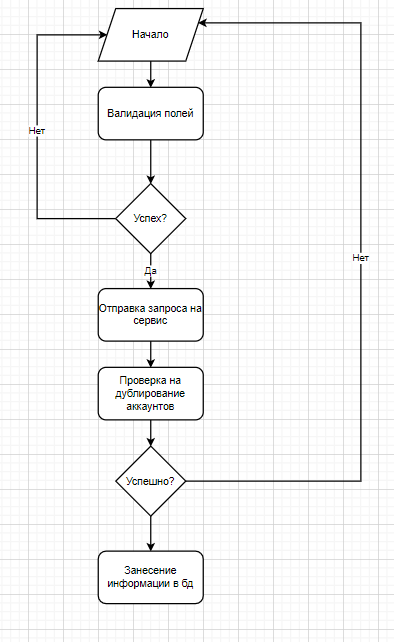 Начало
Валидация полей
Нет
Успех?
Да
Нет
Отправка запроса на
сервис
Проверка на
дублирование
аккаунтов
Успешно?
Занесение
информации в бд